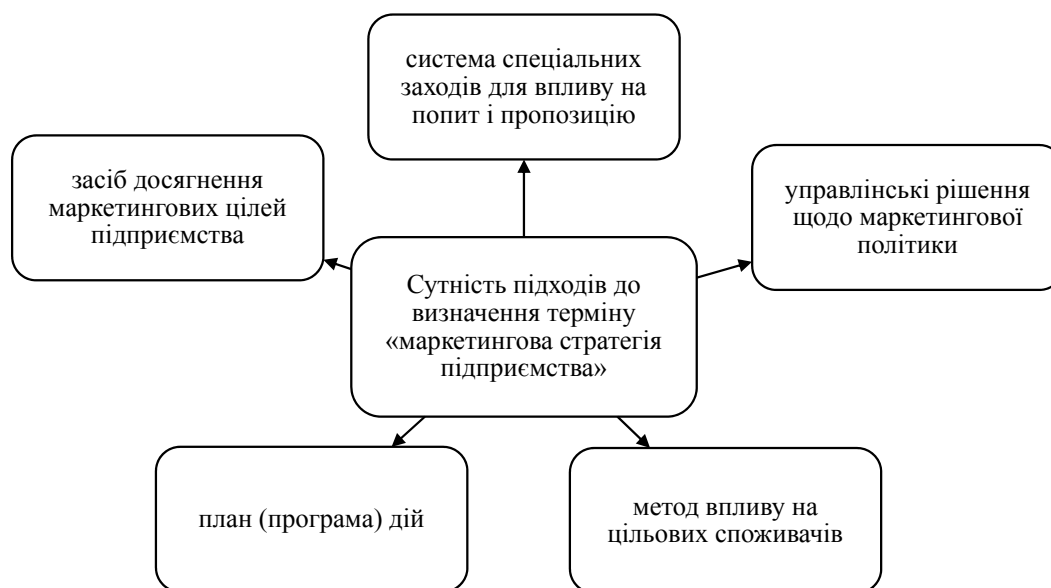 система спеціальних
заходів для впливу на
попит і пропозицію
засіб досягнення
маркетингових цілей
підприємства
управлінські рішення
щодо маркетингової
політики
Сутність підходів до
визначення терміну
«маркетингова стратегія
підприємства»
план (програма) дій
метод впливу на
цільових споживачів